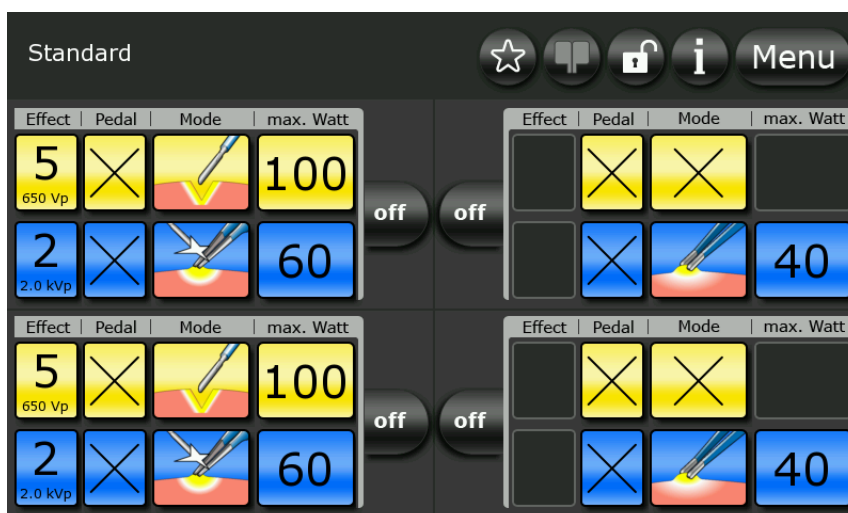 Standard
i
Menu
Effect | Pedal | Mode | max. Watt
5
650 Vp
100
off
2
2.0 kVp
60
Effect | Pedal | Mode | max. Watt
off
40
Effect | Pedal | Mode | max. Watt
5
650 Vp
100
off
2
2.0 kVp
60
Effect | Pedal | Mode | max. Watt
off
40